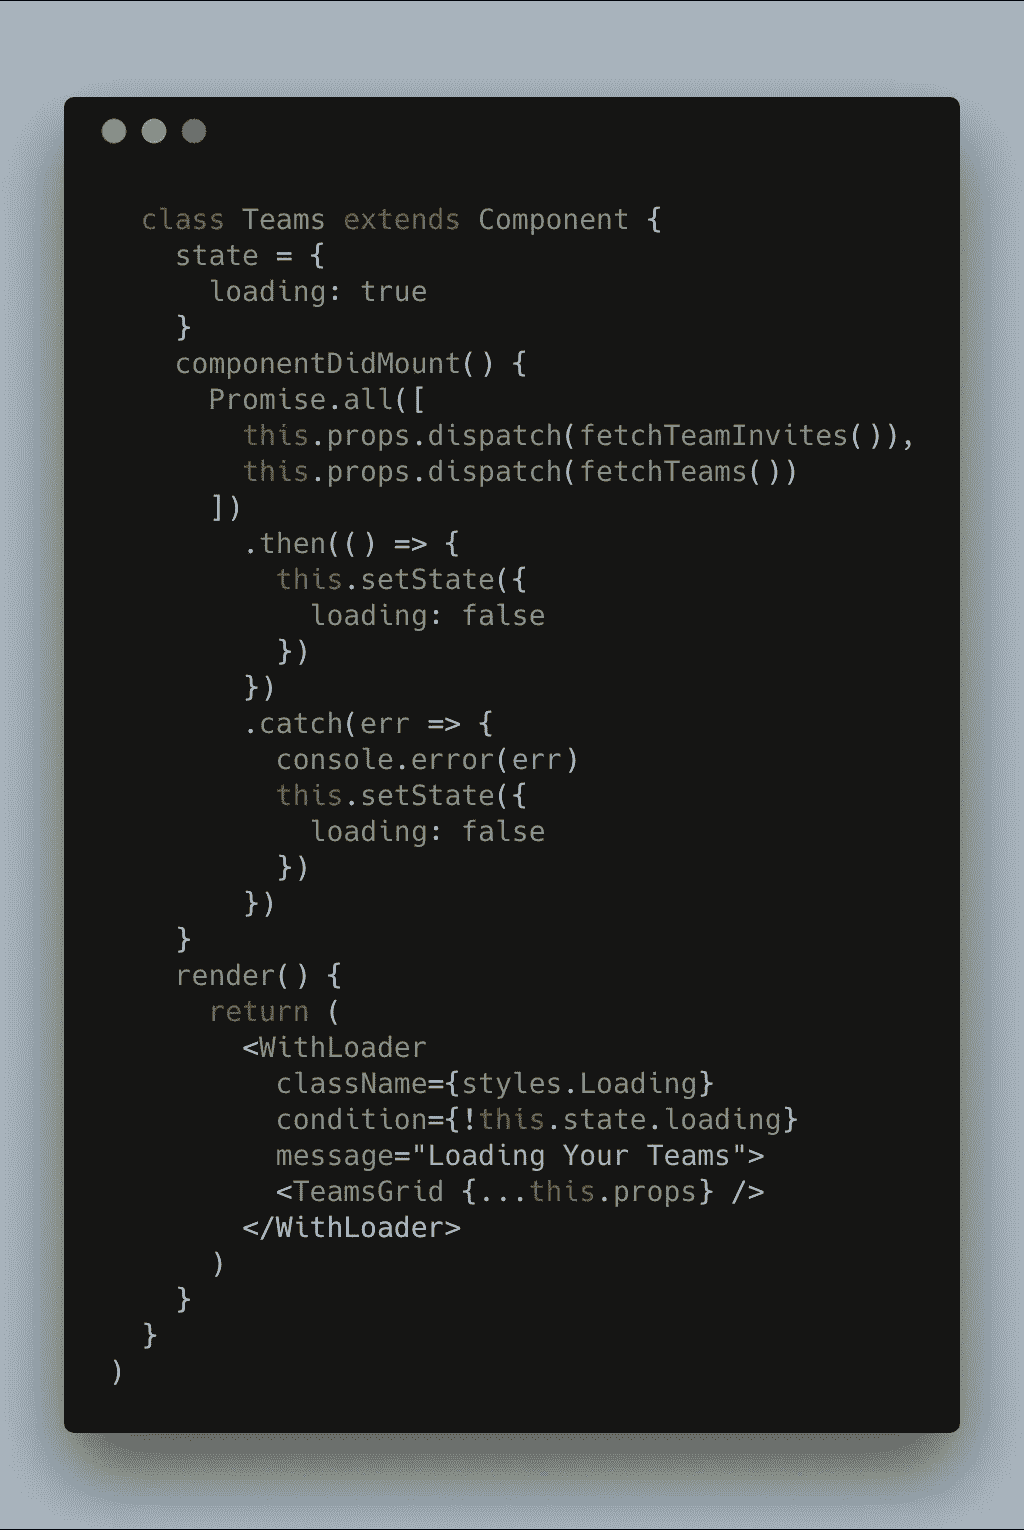 class Teams extends Component {
state = {
loading: true
}
componentDidMount() {
Promise.all([
this.props.dispatch(fetchTeamInvites()),
this.props.dispatch(fetchTeams())
])
.then(() => {
this.setState({
loading: false
})
})
.catch(err => {
console.error(err)
this.setState({
loading: false
})
})
}
render() {
return (
<WithLoader
className={styles.Loading}
condition={!this.state.loading}
message="Loading Your Teams">
<TeamsGrid {...this.props} />
</WithLoader>
)
}
}
)